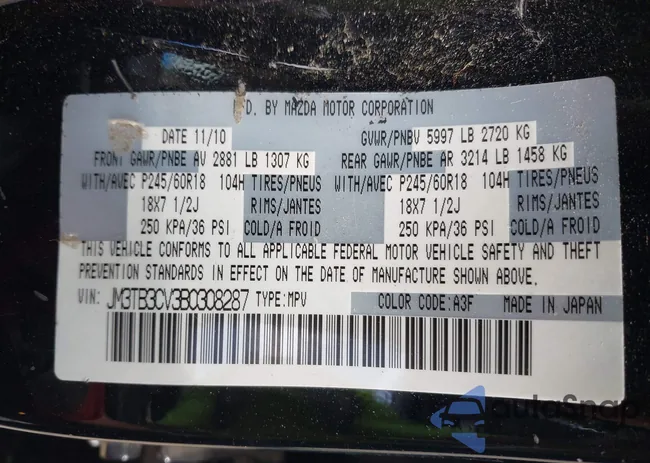 MFD. BY MAZDA MOTOR CORPORATION
DATE 11/10 GVWR/PNBV 5997 LB 2720 KG
FRONT GAWR/PNBE AV 2881 LB 1307 KG REAR GAWR/PNBE AR 3214 LB 1458 KG
WITH/AVEC P245/60R18 104H TIRES/PNEUS WITH/AVEC P245/60R18 104H TIRES/PNEUS
18X7 1/2J RIMS/JANTES 18X7 1/2J RIMS/JANTES
250 KPA/36 PSI COLD/A FROID 250 KPA/36 PSI COLD/A FROID
THIS VEHICLE CONFORMS TO ALL APPLICABLE FEDERAL MOTOR VEHICLE SAFETY AND THEFT
PREVENTION STANDARDS IN EFFECT ON THE DATE OF MANUFACTURE SHOWN ABOVE.
VIN: JM3TB3CV3B0308287 TYPE:MPV COLOR CODE:A3F MADE IN JAPAN
AutoSnap